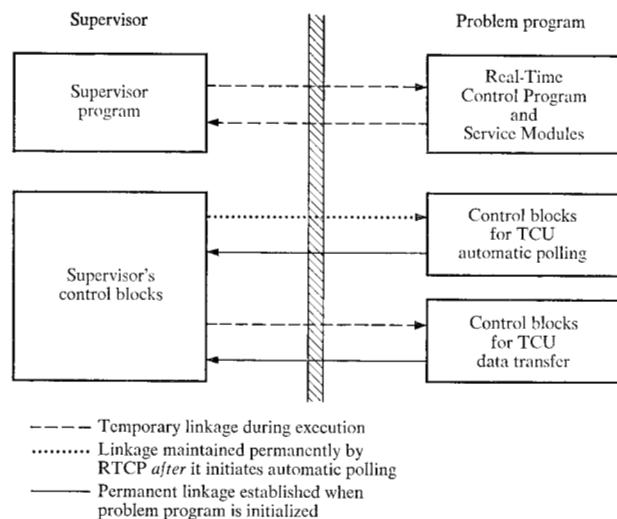 Supervisor
Problem program
Supervisor
program
Real-Time
Control Program
and
Service Modules
Supervisor's
control blocks
Control blocks
for TCU
automatic polling
Control blocks
for TCU
data transfer
Temporary linkage during execution
Linkage maintained permanently by
RTCP after it initiates automatic polling
Permanent linkage established when
problem program is initialized